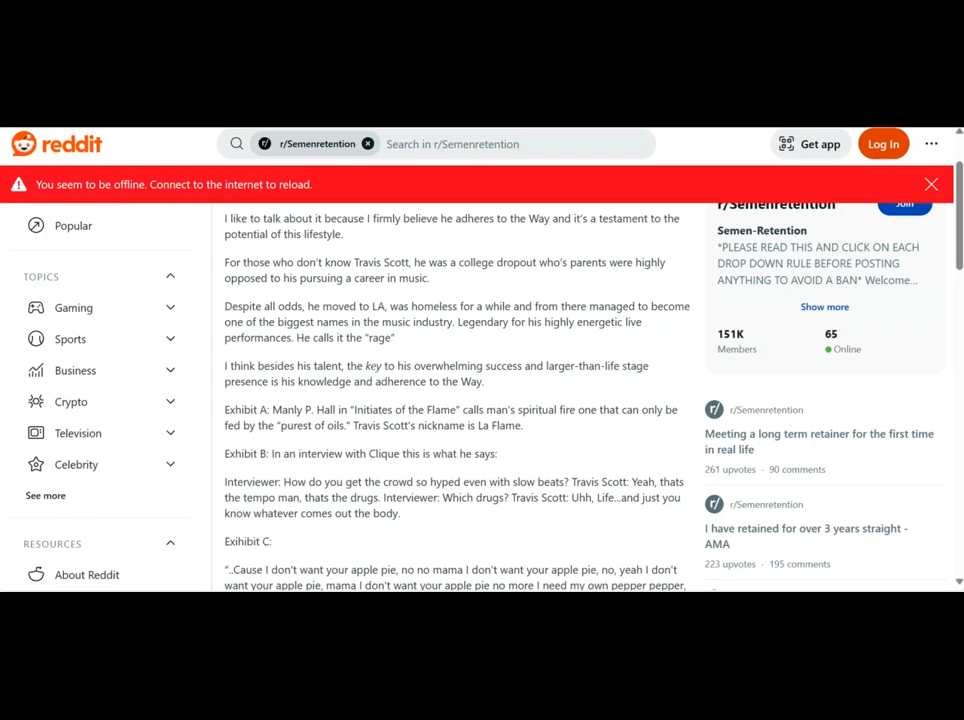 reddit
r/ r/Semenretention
Search in r/Semenretention
Get app
Log In
You seem to be offline. Connect to the internet to reload.
Popular
TOPICS
Gaming
Sports
Business
Crypto
Television
Celebrity
See more
RESOURCES
About Reddit
I like to talk about it because I firmly believe he adheres to the Way and it's a testament to the
potential of this lifestyle.
For those who don't know Travis Scott, he was a college dropout who's parents were highly
opposed to his pursuing a career in music.
Despite all odds, he moved to LA, was homeless for a while and from there managed to become
one of the biggest names in the music industry. Legendary for his highly energetic live
performances. He calls it the "rage"
I think besides his talent, the key to his overwhelming success and larger-than-life stage
presence is his knowledge and adherence to the Way.
Exhibit A: Manly P. Hall in "Initiates of the Flame" calls man's spiritual fire one that can only be
fed by the "purest of oils." Travis Scott's nickname is La Flame.
Exhibit B: In an interview with Clique this is what he says:
Interviewer: How do you get the crowd so hyped even with slow beats? Travis Scott: Yeah, thats
the tempo man, thats the drugs. Interviewer: Which drugs? Travis Scott: Uhh, Life...and just you
know whatever comes out the body.
Exihibit C:
"..Cause I don't want your apple pie, no no mama I don't want your apple pie, no, yeah I don't
want your apple pie, mama I don't want your apple pie no more I need my own pepper pepper,
r/Semenretention
Join
Semen-Retention
*PLEASE READ THIS AND CLICK ON EACH
DROP DOWN RULE BEFORE POSTING
ANYTHING TO AVOID A BAN* Welcome...
Show more
151K
Members
65
Online
r/ r/Semenretention
Meeting a long term retainer for the first time
in real life
261 upvotes · 90 comments
r/ r/Semenretention
I have retained for over 3 years straight -
AMA
223 upvotes · 195 comments